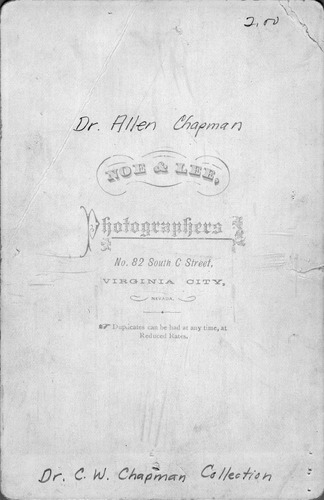 2.00
Dr. Allen Chapman
NOE & LEE,
Photographers
No. 82 South C Street,
VIRGINIA CITY,
NEVADA.
☞ Duplicates can be had at any time, at
Reduced Rates.
Dr. C. W. Chapman Collection